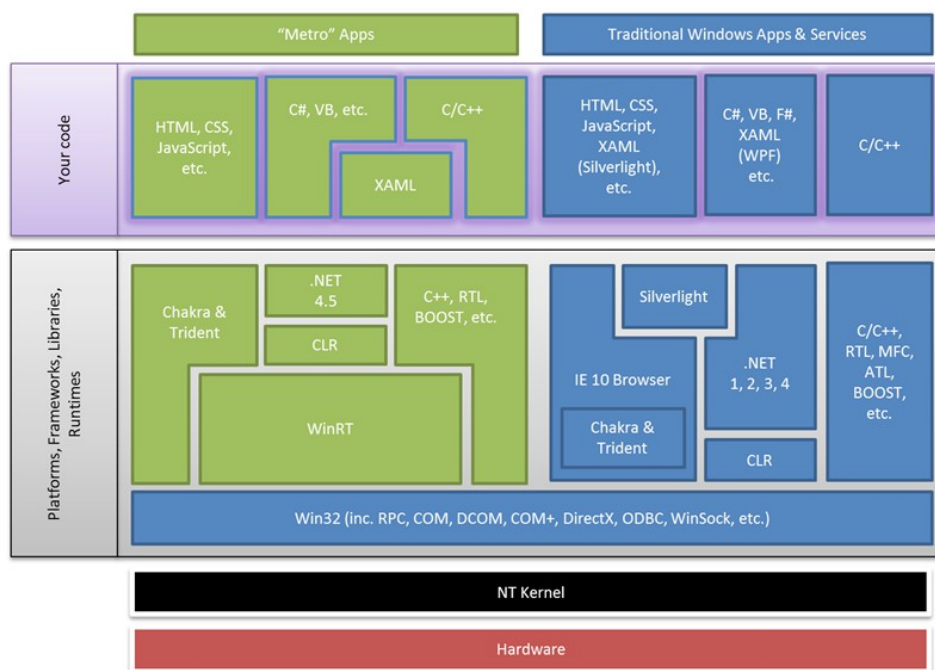 “Metro” Apps
Traditional Windows Apps & Services
Your code
HTML, CSS,
JavaScript,
etc.
C#, VB, etc.
C/C++
XAML
HTML, CSS,
JavaScript,
XAML
(Silverlight),
etc.
C#, VB, F#,
XAML
(WPF)
etc.
C/C++
Platforms, Frameworks, Libraries,
Runtimes
Chakra &
Trident
.NET
4.5
CLR
C++, RTL,
BOOST, etc.
WinRT
Silverlight
IE 10 Browser
Chakra &
Trident
.NET
1, 2, 3, 4
CLR
C/C++,
RTL, MFC,
ATL,
BOOST,
etc.
Win32 (inc. RPC, COM, DCOM, COM+, DirectX, ODBC, WinSock, etc.)
NT Kernel
Hardware